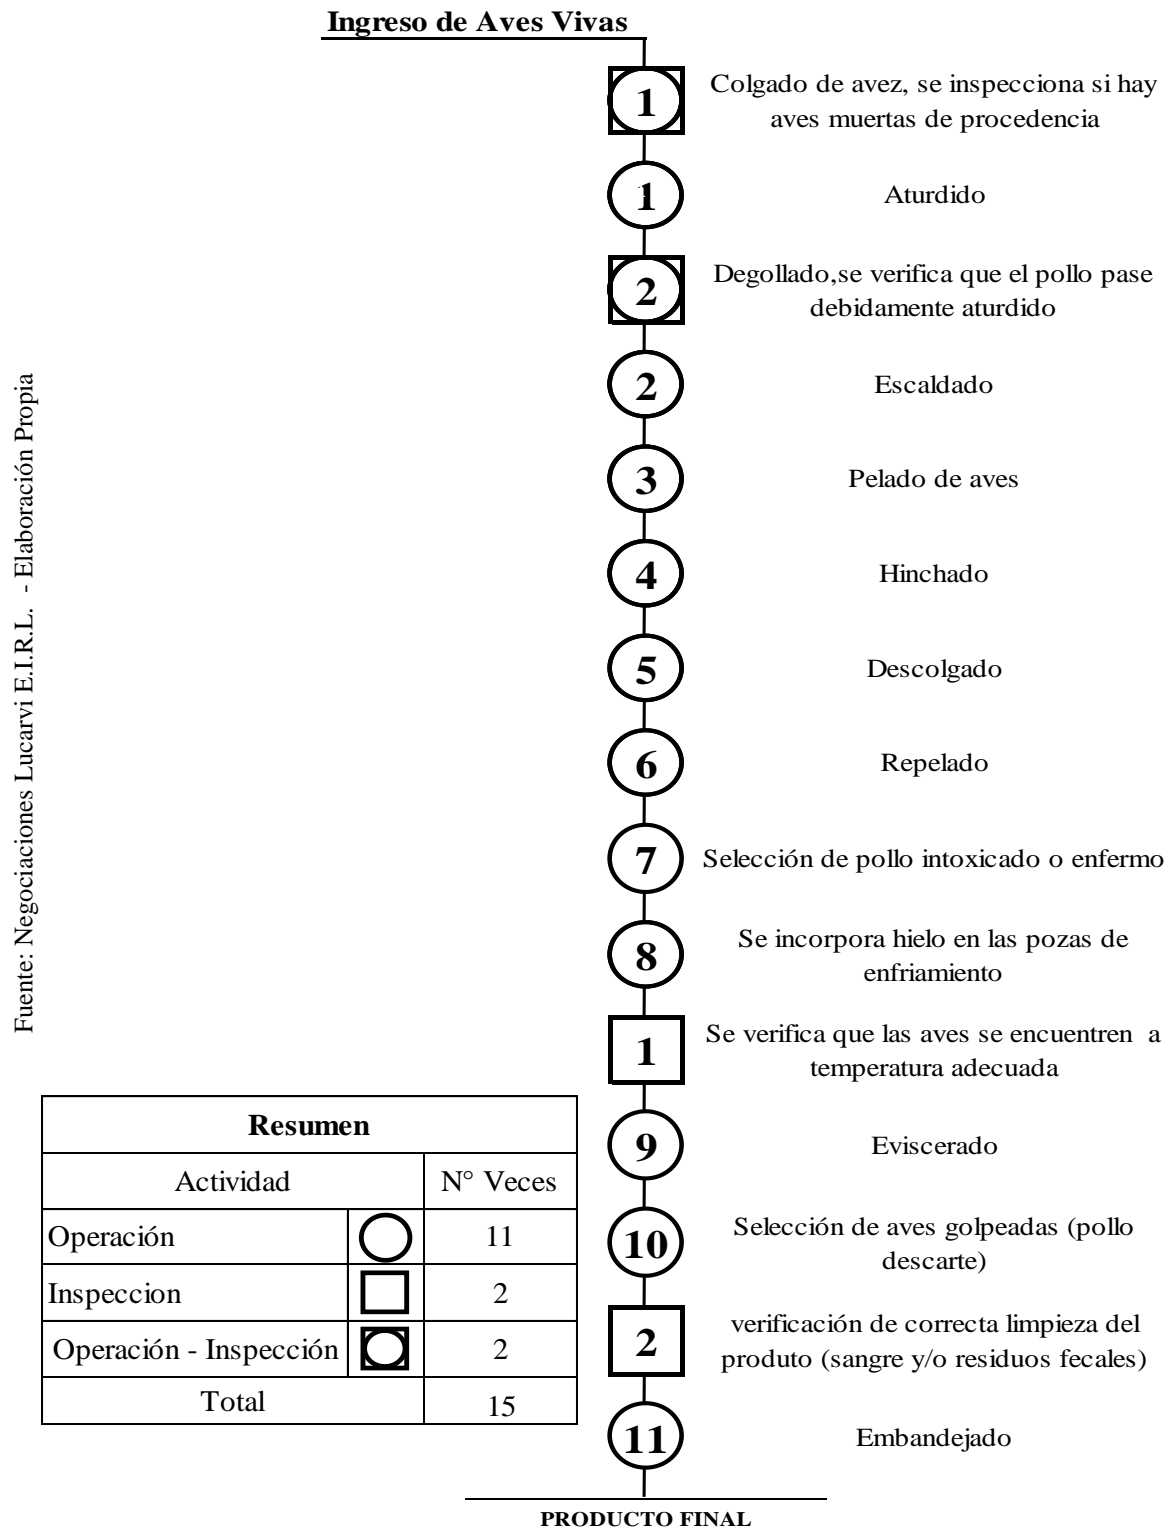 Ingreso de Aves Vivas
1
Colgado de avez, se inspecciona si hay
aves muertas de procedencia
1
Aturdido
2
Degollado,se verifica que el pollo pase
debidamente aturdido
2
Escaldado
3
Pelado de aves
4
Hinchado
5
Descolgado
6
Repelado
7
Selección de pollo intoxicado o enfermo
8
Se incorpora hielo en las pozas de
enfriamiento
1
Se verifica que las aves se encuentren a
temperatura adecuada
9
Eviscerado
10
Selección de aves golpeadas (pollo
descarte)
2
verificación de correcta limpieza del
produto (sangre y/o residuos fecales)
11
Embandejado
PRODUCTO FINAL
Resumen
Actividad N° Veces
Operación 11
Inspeccion 2
Operación - Inspección 2
Total 15
Fuente: Negociaciones Lucarvi E.I.R.L. - Elaboración Propia